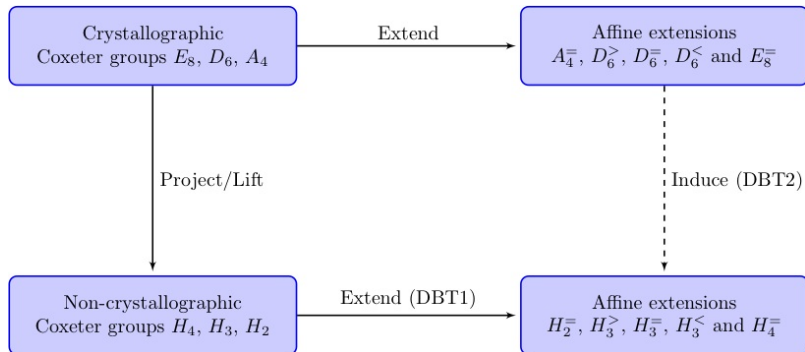 Crystallographic
Coxeter groups E₈, D₆, A₄
Extend
Affine extensions
A₄⁼, D₆^>, D₆⁼, D₆^< and E₈⁼
Project/Lift
Induce (DBT2)
Non-crystallographic
Coxeter groups H₄, H₃, H₂
Extend (DBT1)
Affine extensions
H₂⁼, H₃^>, H₃⁼, H₃^< and H₄⁼